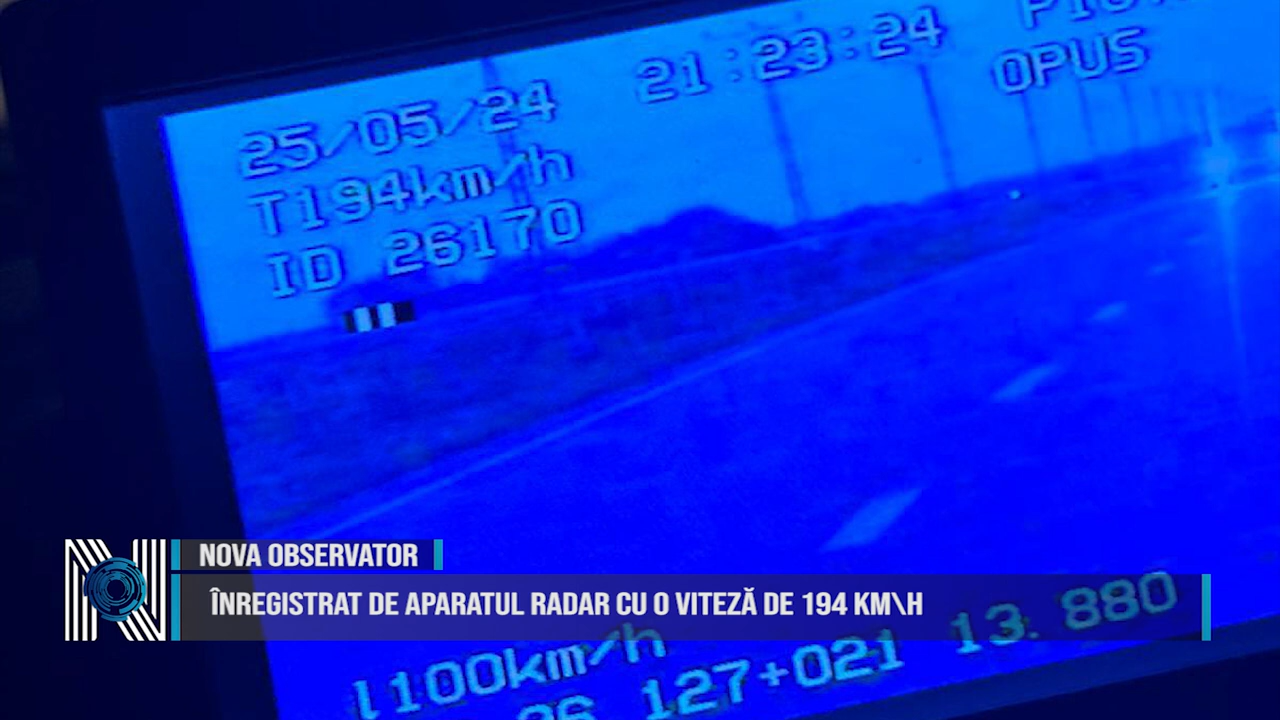 25/05/24 21:23:24
OPUS
T194km/h
ID 26170
NOVA OBSERVATOR
ÎNREGISTRAT DE APARATUL RADAR CU O VITEZĂ DE 194 KM\H
l100km/h
127+021 13.880